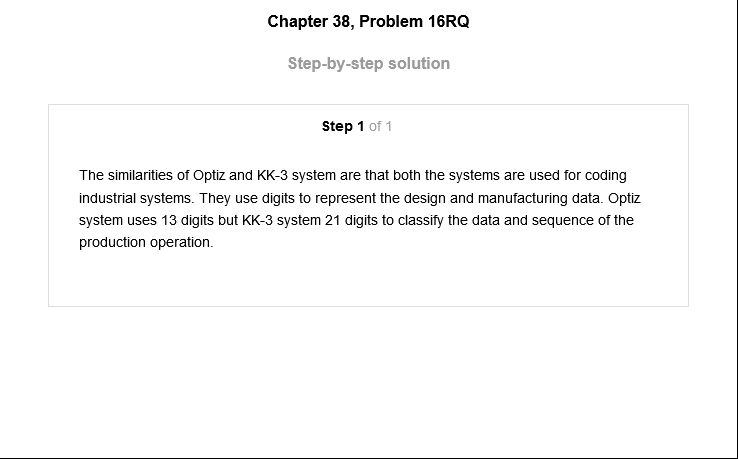 Chapter 38, Problem 16RQ
Step-by-step solution
Step 1 of 1
The similarities of Optiz and KK-3 system are that both the systems are used for coding
industrial systems. They use digits to represent the design and manufacturing data. Optiz
system uses 13 digits but KK-3 system 21 digits to classify the data and sequence of the
production operation.